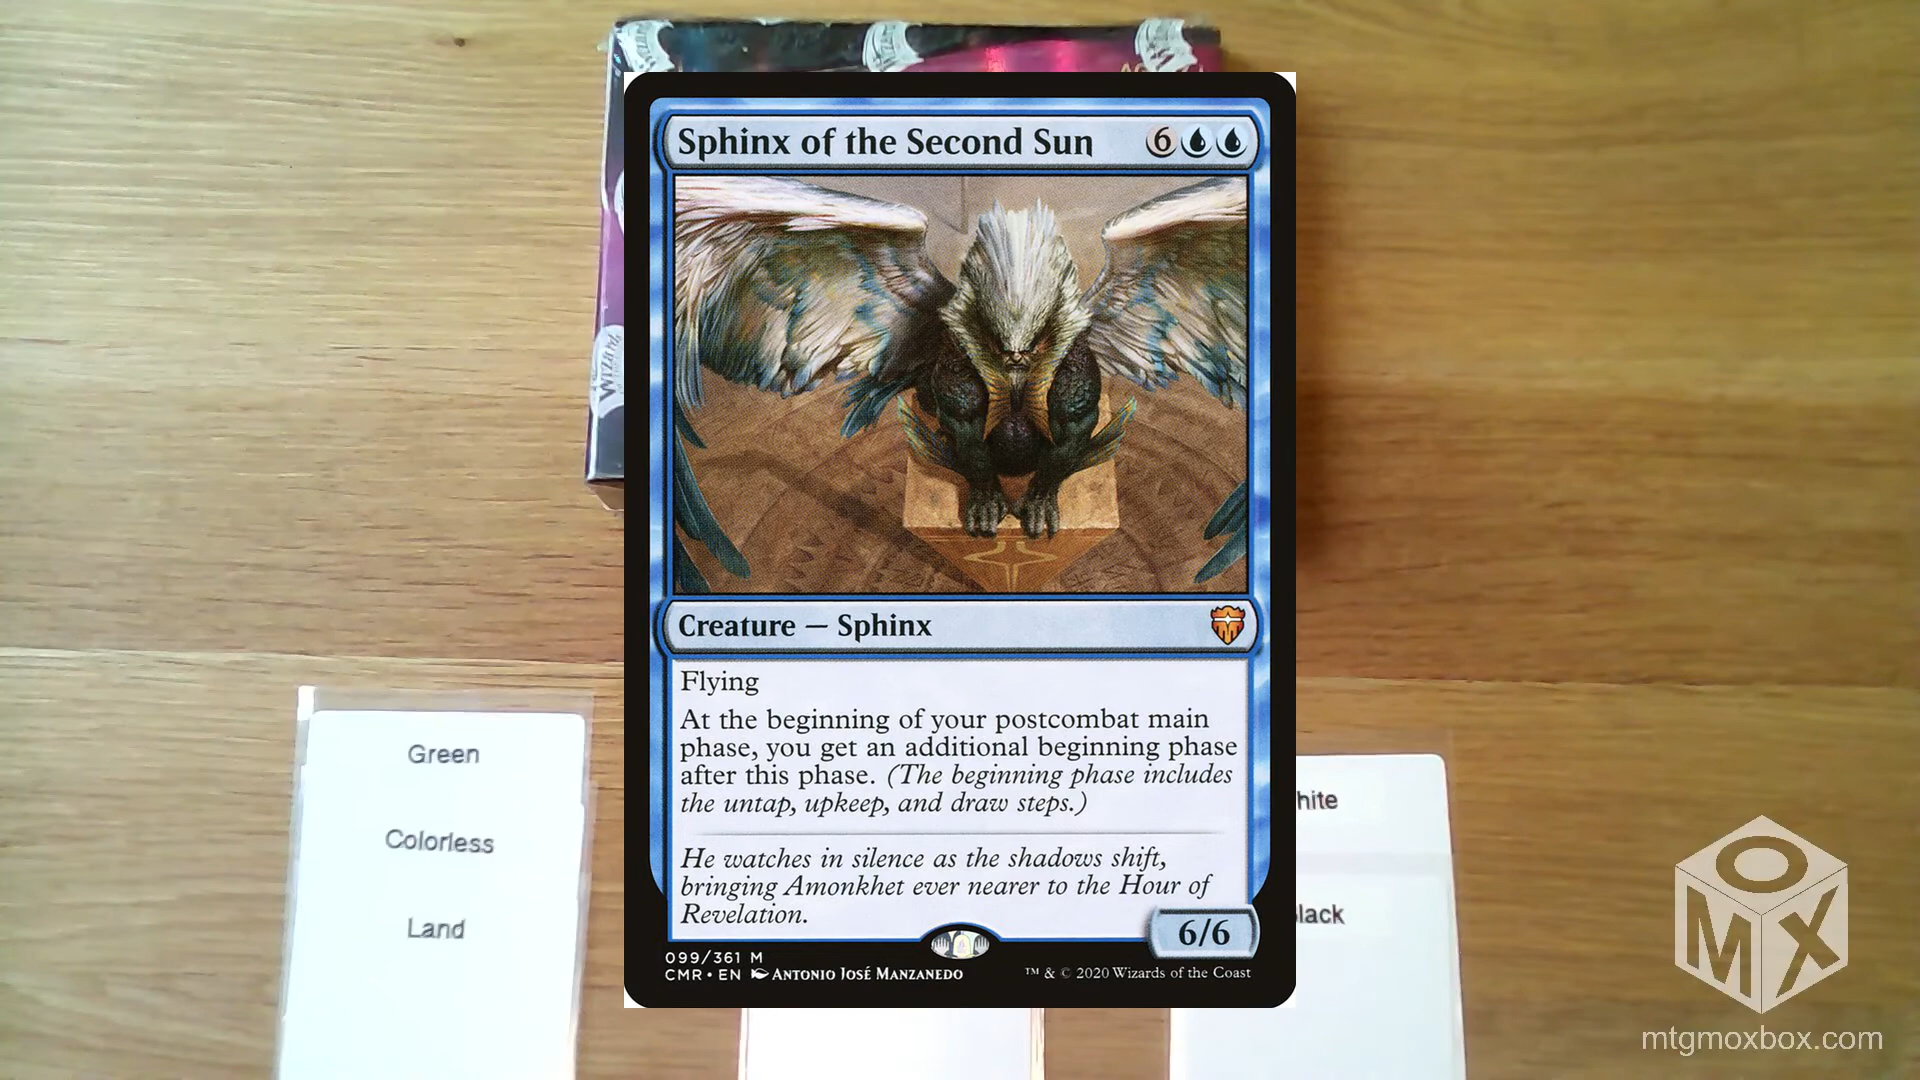 Sphinx of the Second Sun 6
Creature — Sphinx
Flying
At the beginning of your postcombat main
phase, you get an additional beginning phase
after this phase. (The beginning phase includes
the untap, upkeep, and draw steps.)
He watches in silence as the shadows shift,
bringing Amonkhet ever nearer to the Hour of
Revelation.
6/6
099/361 M
CMR • EN Antonio José Manzanedo
™ & © 2020 Wizards of the Coast
Green
Colorless
Land
hite
lack
WIZARD
MOX
mtgmoxbox.com